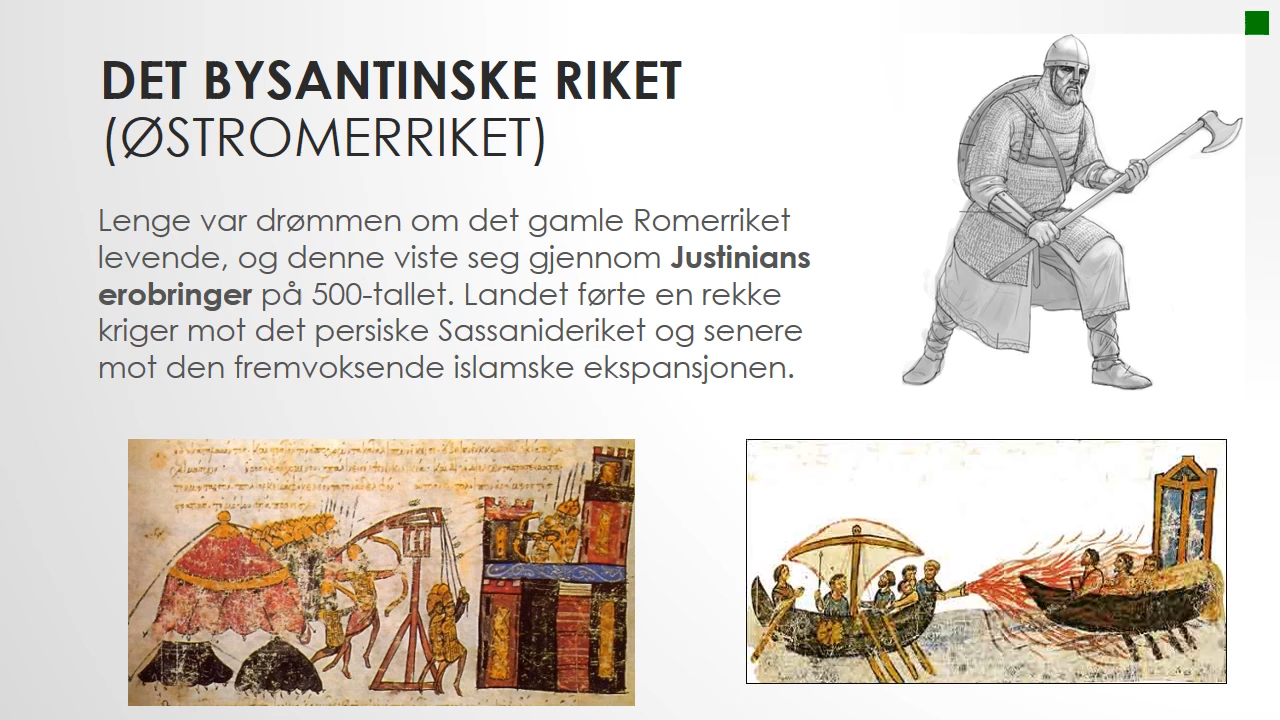 DET BYSANTINSKE RIKET
(ØSTROMERRIKET)
Lenge var drømmen om det gamle Romerriket
levende, og denne viste seg gjennom Justinians
erobringer på 500-tallet. Landet førte en rekke
kriger mot det persiske Sassanideriket og senere
mot den fremvoksende islamske ekspansjonen.